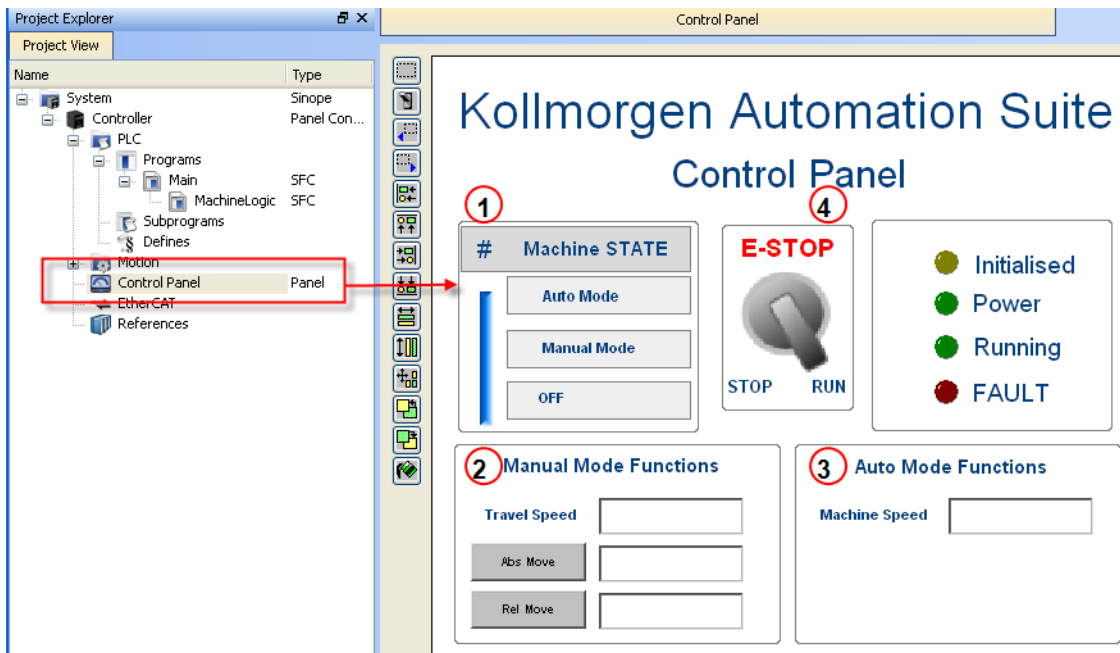 Project Explorer
Project View
Name Type
System Sinope
Controller Panel Con...
PLC
Programs
Main SFC
MachineLogic SFC
Subprograms
Defines
Motion
Control Panel Panel
EtherCAT
References
Control Panel
Kollmorgen Automation Suite
Control Panel
1
# Machine STATE
Auto Mode
Manual Mode
OFF
4
E-STOP
STOP RUN
Initialised
Power
Running
FAULT
2 Manual Mode Functions
Travel Speed
Abs Move
Rel Move
3 Auto Mode Functions
Machine Speed